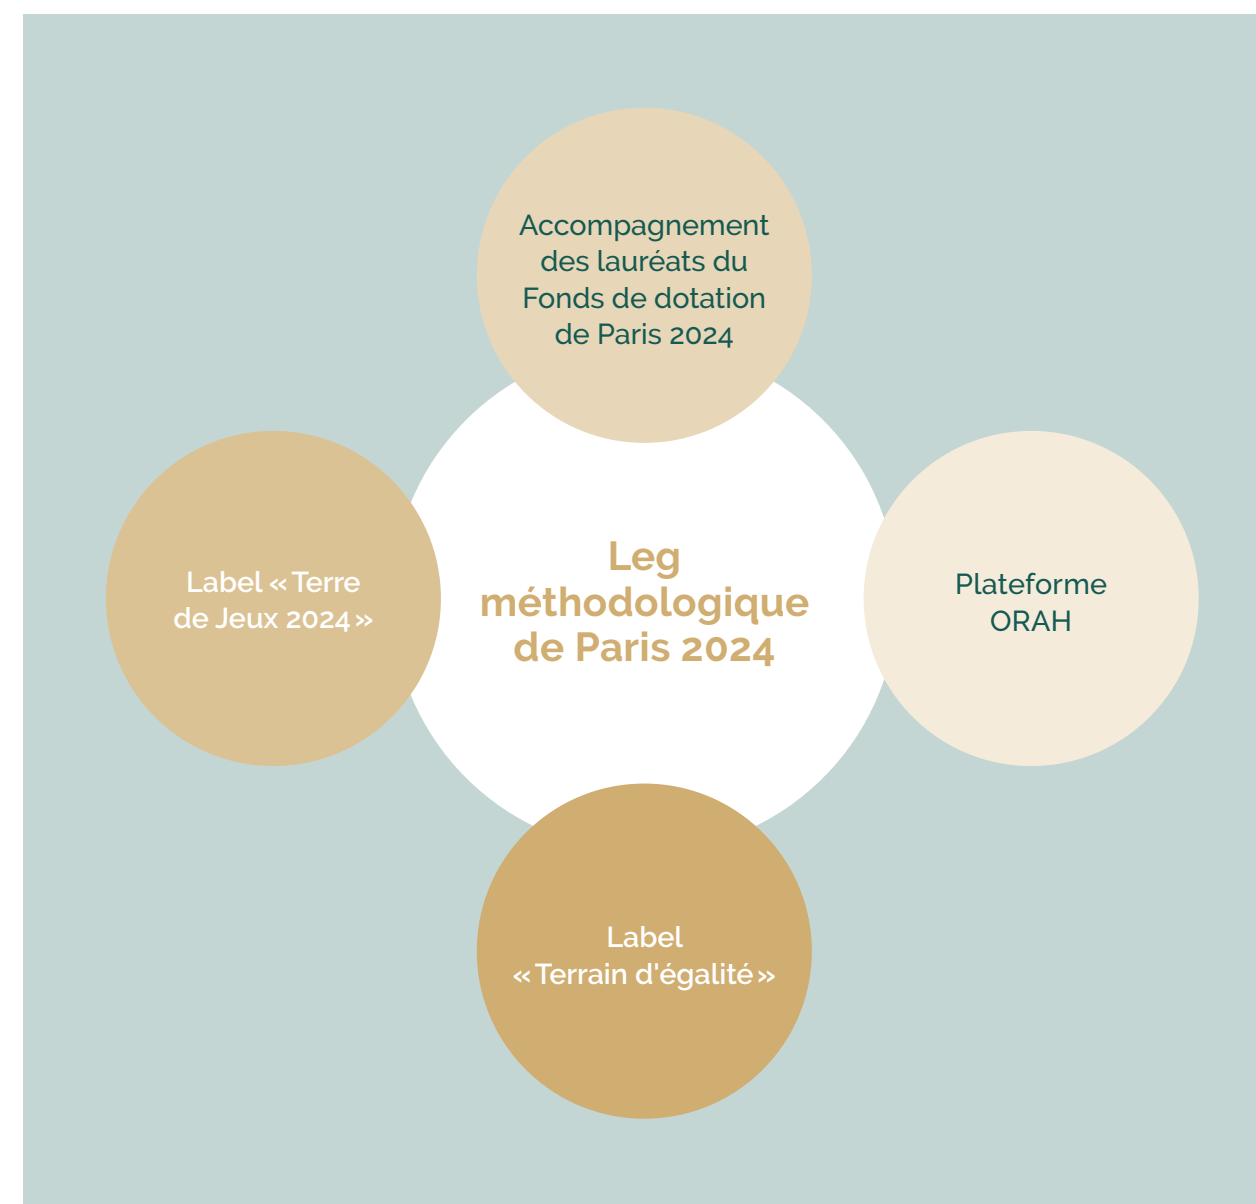 Accompagnement
des lauréats du
Fonds de dotation
de Paris 2024
Label « Terre
de Jeux 2024 »
Leg
méthodologique
de Paris 2024
Plateforme
ORAH
Label
« Terrain d'égalité »